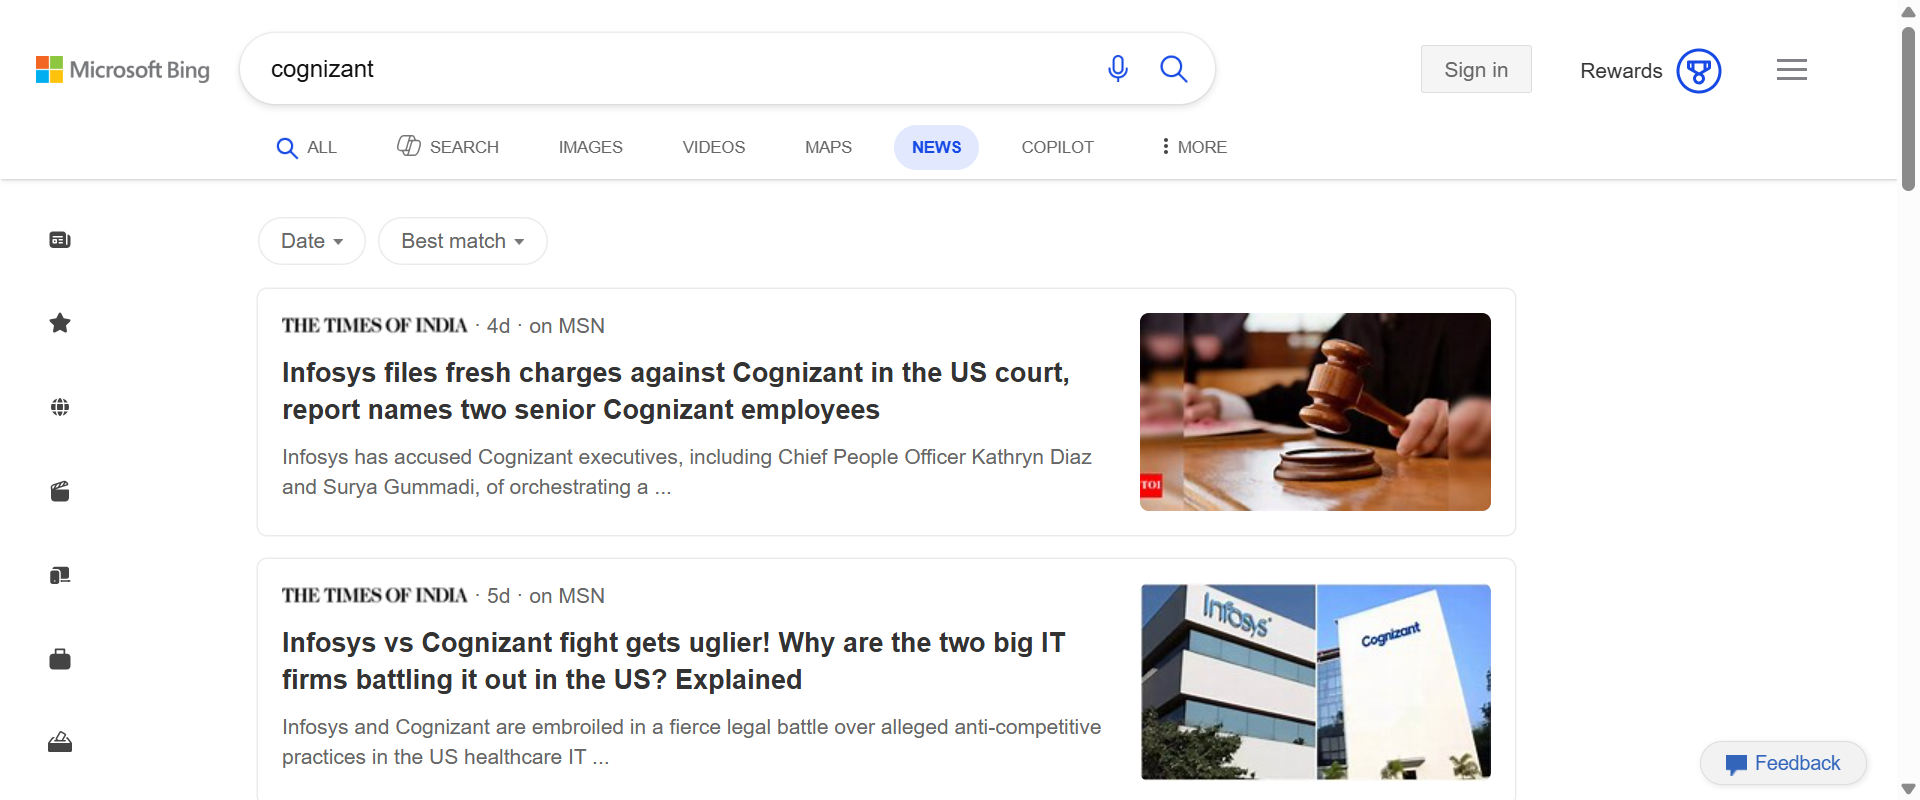 Microsoft Bing
cognizant
Sign in
Rewards
ALL
SEARCH
IMAGES
VIDEOS
MAPS
NEWS
COPILOT
MORE
Date
Best match
THE TIMES OF INDIA · 4d · on MSN
Infosys files fresh charges against Cognizant in the US court,
report names two senior Cognizant employees
Infosys has accused Cognizant executives, including Chief People Officer Kathryn Diaz
and Surya Gummadi, of orchestrating a ...
TOI
THE TIMES OF INDIA · 5d · on MSN
Infosys vs Cognizant fight gets uglier! Why are the two big IT
firms battling it out in the US? Explained
Infosys and Cognizant are embroiled in a fierce legal battle over alleged anti-competitive
practices in the US healthcare IT ...
Infosys
Cognizant
Feedback